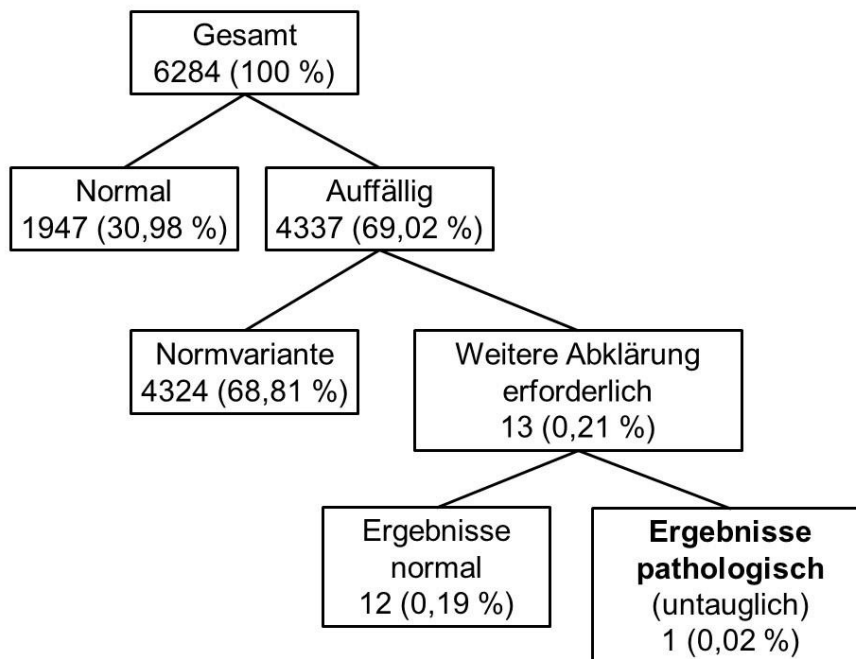 Gesamt
6284 (100 %)
Normal
1947 (30,98 %)
Auffällig
4337 (69,02 %)
Normvariante
4324 (68,81 %)
Weitere Abklärung
erforderlich
13 (0,21 %)
Ergebnisse
normal
12 (0,19 %)
Ergebnisse
pathologisch
(untauglich)
1 (0,02 %)